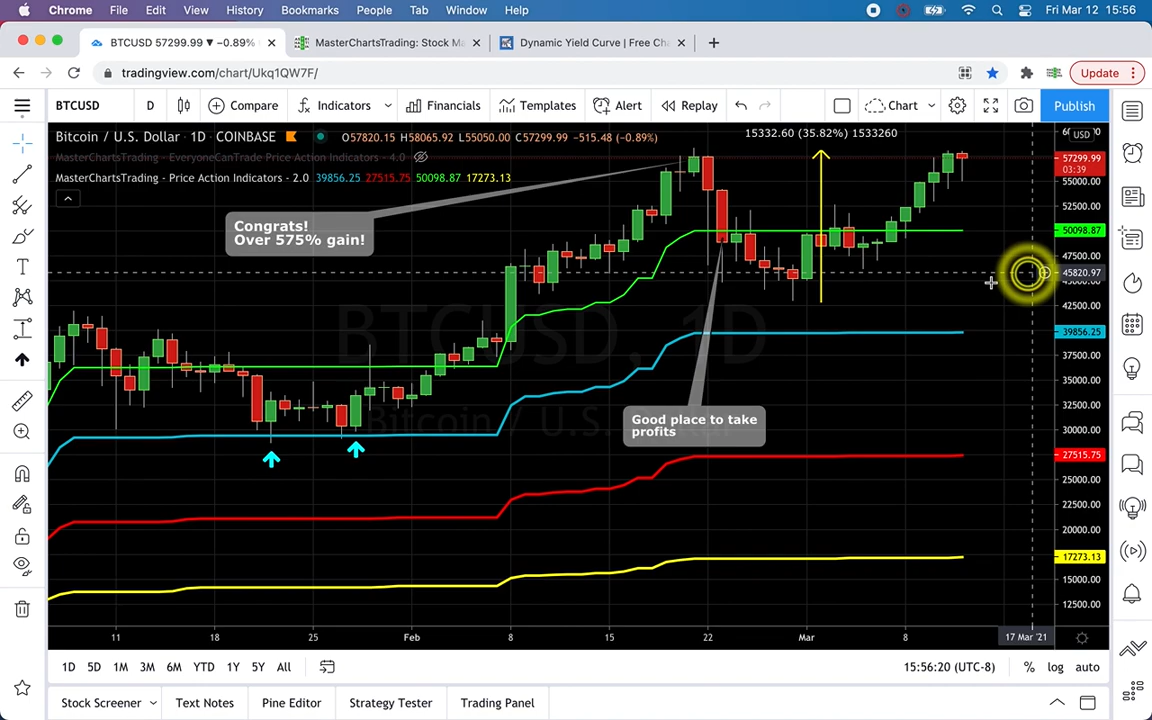 Chrome File Edit View History Bookmarks People Tab Window Help Fri Mar 12 15:56
BTCUSD 57299.99 ▼ −0.89%
MasterChartsTrading: Stock Ma
Dynamic Yield Curve | Free Cha
tradingview.com/chart/Ukq1QW7F/
Update
BTCUSD D Compare Indicators Financials Templates Alert Replay Chart Publish
Bitcoin / U.S. Dollar · 1D · COINBASE O57820.15 H58065.92 L55050.00 C57299.99 −515.48 (−0.89%)
MasterChartsTrading - EveryoneCanTrade Price Action Indicators - 4.0
MasterChartsTrading - Price Action Indicators - 2.0 39856.25 27515.75 50098.87 17273.13
15332.60 (35.82%) 1533260
USD
57299.99
03:39
55000.00
52500.00
50098.87
47500.00
45820.97
42500.00
39856.25
37500.00
35000.00
32500.00
30000.00
27515.75
25000.00
22500.00
20000.00
17273.13
15000.00
12500.00
Congrats!
Over 575% gain!
Good place to take
profits
BTCUSD, 1D
Bitcoin / U.S. Dollar
11 18 25 Feb 8 15 22 Mar 8 17 Mar '21
1D 5D 1M 3M 6M YTD 1Y 5Y All 15:56:20 (UTC-8) % log auto
Stock Screener Text Notes Pine Editor Strategy Tester Trading Panel